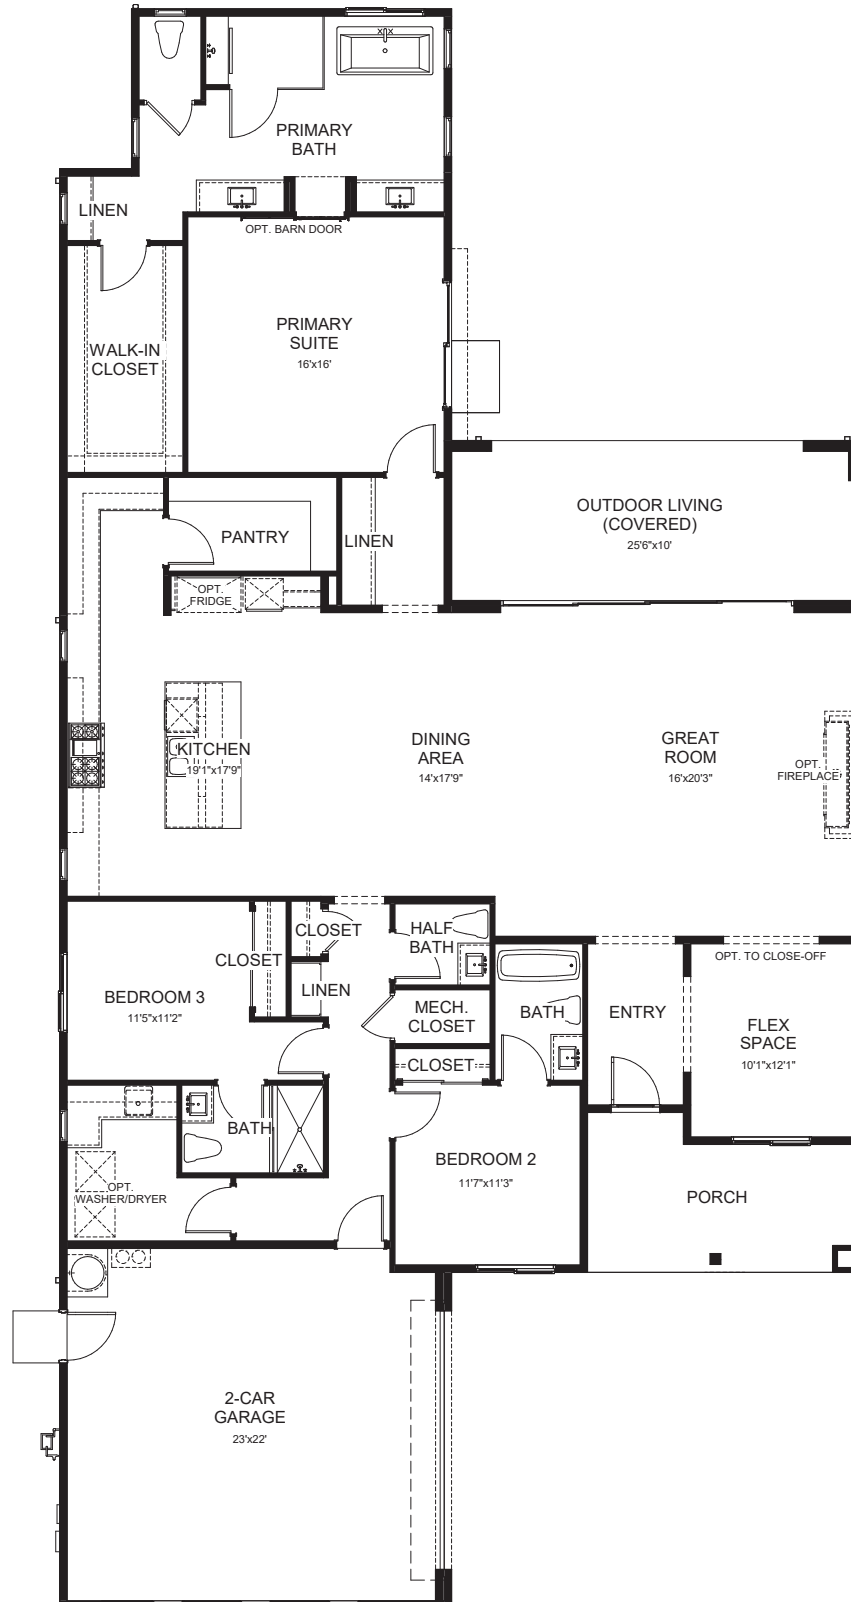 PRIMARY
BATH
LINEN
OPT. BARN DOOR
PRIMARY
SUITE
16'x16'
WALK-IN
CLOSET
OUTDOOR LIVING
(COVERED)
25'6"x10'
PANTRY
LINEN
OPT.
FRIDGE
KITCHEN
19'1"x17'9"
DINING
AREA
14'x17'9"
GREAT
ROOM
16'x20'3"
OPT.
FIREPLACE
CLOSET
HALF
BATH
CLOSET
LINEN
BEDROOM 3
11'5"x11'2"
MECH.
CLOSET
BATH
ENTRY
OPT. TO CLOSE-OFF
FLEX
SPACE
10'1"x12'1"
CLOSET
BATH
BEDROOM 2
11'7"x11'3"
OPT.
WASHER/DRYER
PORCH
2-CAR
GARAGE
23'x22'